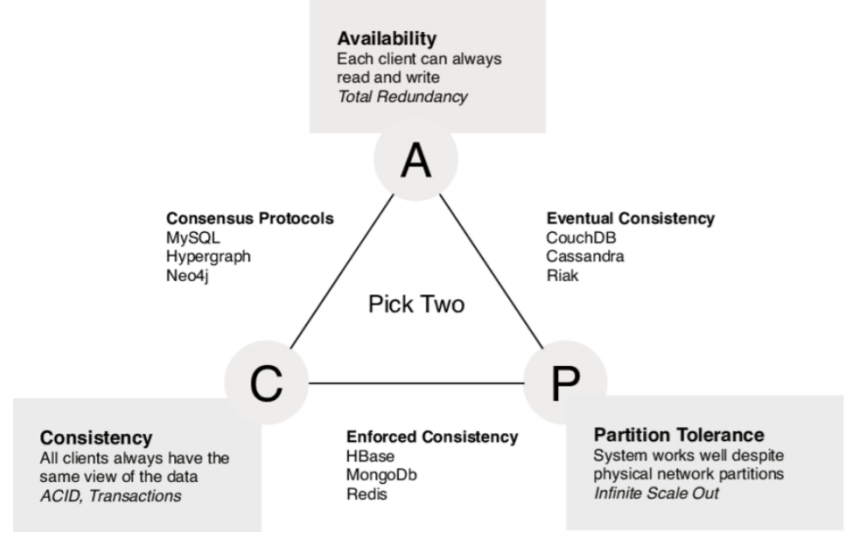 Availability
Each client can always
read and write
Total Redundancy
A
Consensus Protocols
MySQL
Hypergraph
Neo4j
Eventual Consistency
CouchDB
Cassandra
Riak
Pick Two
C
P
Consistency
All clients always have the
same view of the data
ACID, Transactions
Enforced Consistency
HBase
MongoDb
Redis
Partition Tolerance
System works well despite
physical network partitions
Infinite Scale Out